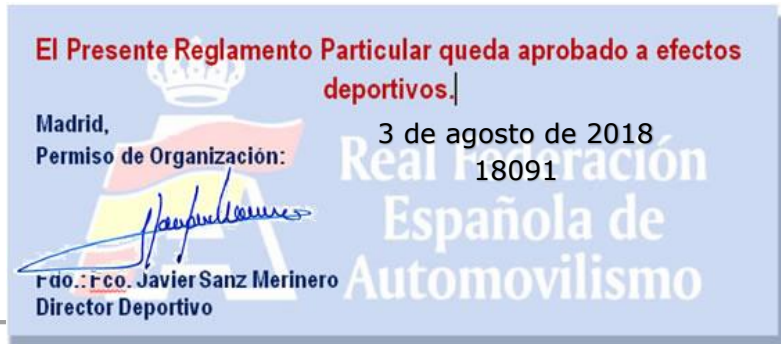 El Presente Reglamento Particular queda aprobado a efectos
deportivos.
Madrid,
3 de agosto de 2018
Permiso de Organización:
18091
Real Federación
Española de
Automovilismo
Fdo.: Fco. Javier Sanz Merinero
Director Deportivo